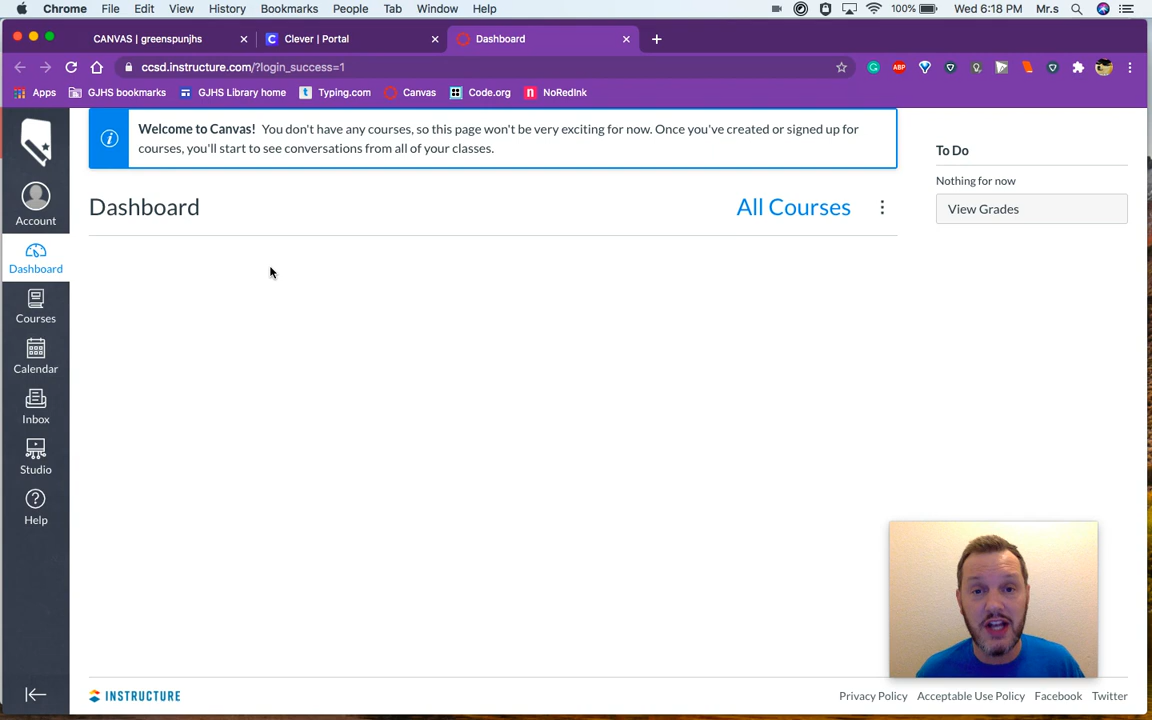 Chrome File Edit View History Bookmarks People Tab Window Help 100% Wed 6:18 PM Mr.s
CANVAS | greenspunjhs
Clever | Portal
Dashboard
ccsd.instructure.com/?login_success=1
Apps GJHS bookmarks GJHS Library home Typing.com Canvas Code.org NoRedInk
Welcome to Canvas! You don't have any courses, so this page won't be very exciting for now. Once you've created or signed up for
courses, you'll start to see conversations from all of your classes.
Account
Dashboard
Courses
Calendar
Inbox
Studio
Help
Dashboard
All Courses
To Do
Nothing for now
View Grades
INSTRUCTURE
Privacy Policy Acceptable Use Policy Facebook Twitter